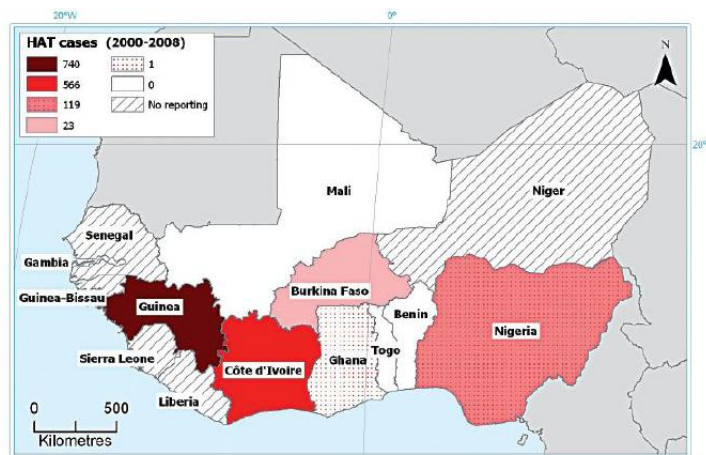 20°W
0°
HAT cases (2000-2008)
740
1
566
0
119
No reporting
23
N
20°
Mali
Niger
Senegal
Gambia
Guinea-Bissau
Guinea
Burkina Faso
Benin
Nigeria
Sierra Leone
Côte d'Ivoire
Ghana
Togo
Liberia
0 500
Kilometres